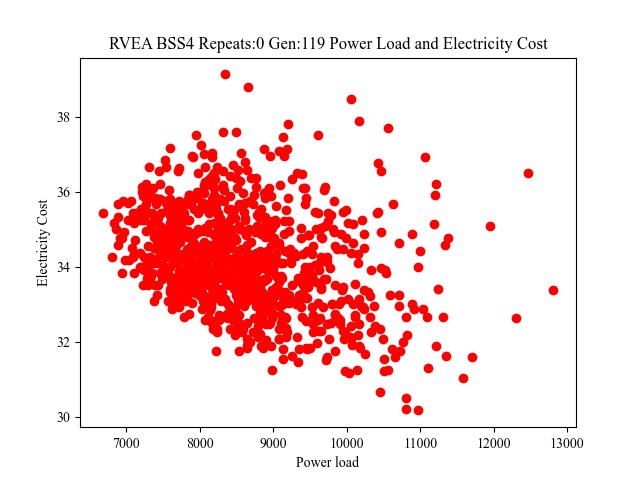 RVEA BSS4 Repeats:0 Gen:119 Power Load and Electricity Cost
38
36
34
32
30
Electricity Cost
7000 8000 9000 10000 11000 12000 13000
Power load